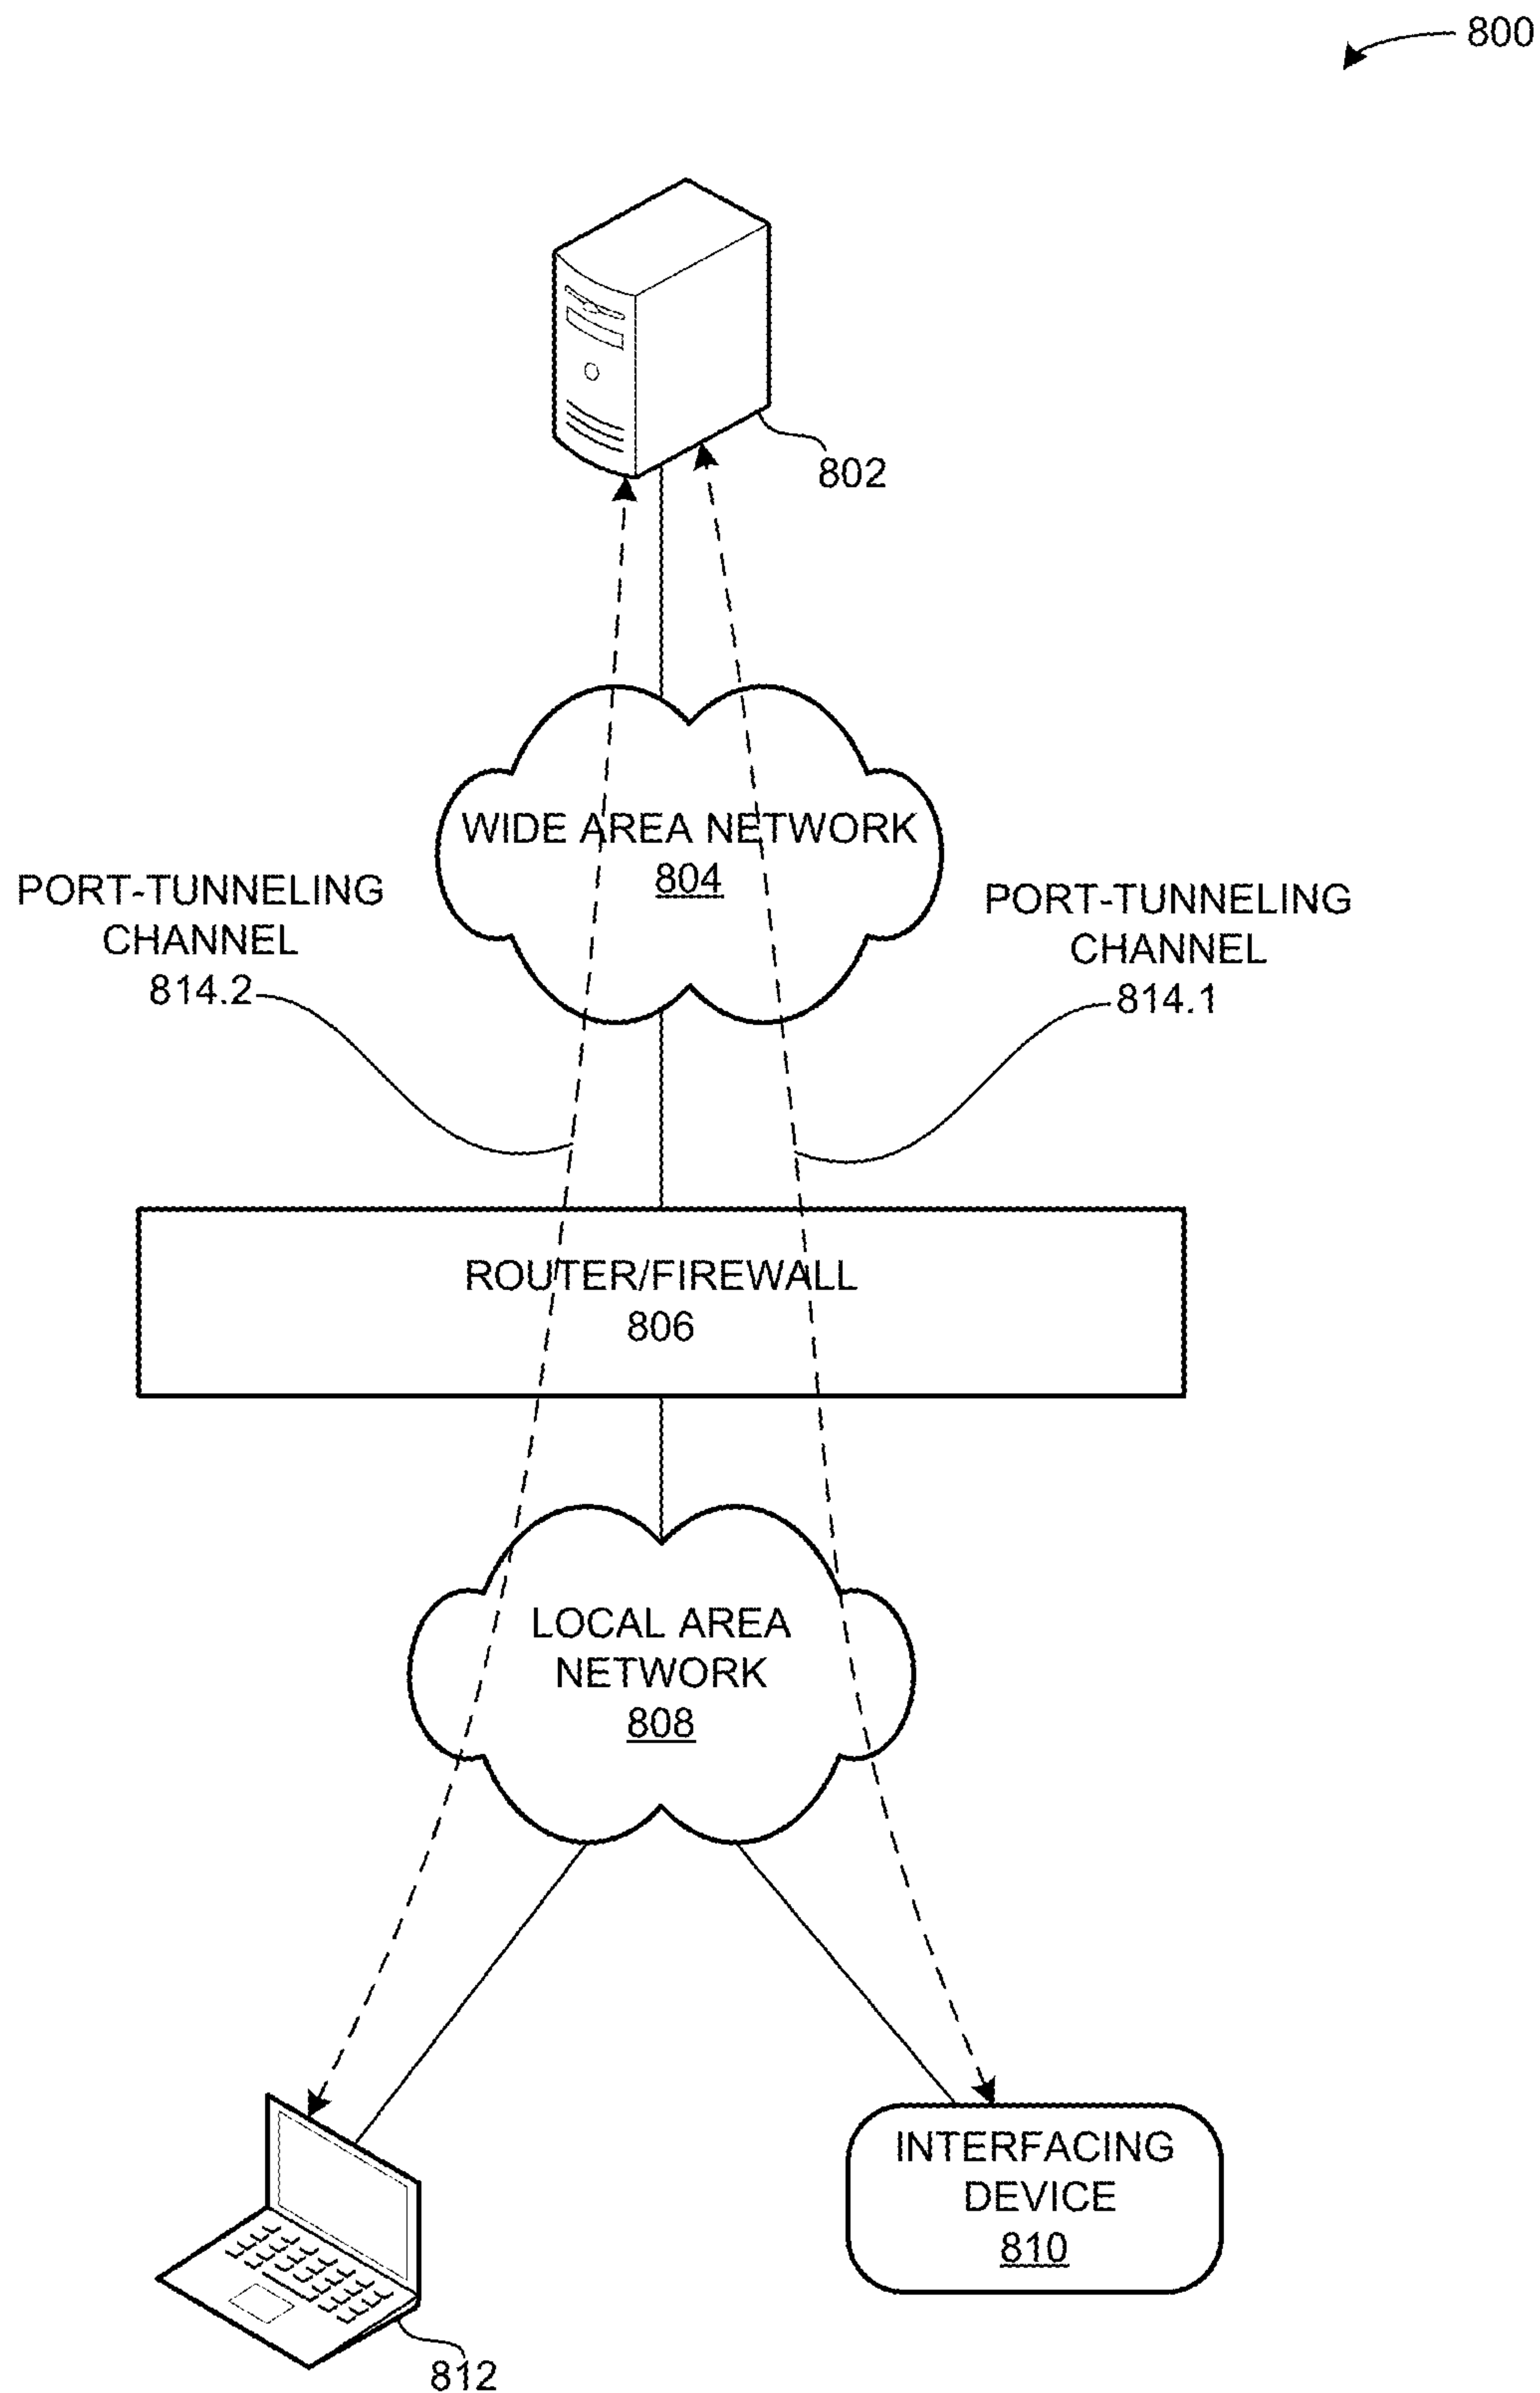 800
802
WIDE AREA NETWORK
804
PORT-TUNNELING
CHANNEL
814.2
PORT-TUNNELING
CHANNEL
814.1
ROUTER/FIREWALL
806
LOCAL AREA
NETWORK
808
INTERFACING
DEVICE
810
812